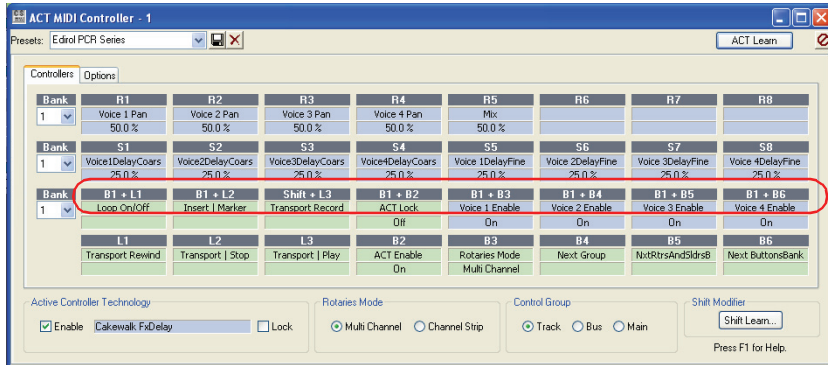 ACT MIDI Controller - 1
Presets: Edirol PCR Series ACT Learn
Controllers Options
Bank R1 R2 R3 R4 R5 R6 R7 R8
1 Voice 1 Pan Voice 2 Pan Voice 3 Pan Voice 4 Pan Mix
50.0 % 50.0 % 50.0 % 50.0 % 50.0 %
Bank S1 S2 S3 S4 S5 S6 S7 S8
1 Voice1DelayCoars Voice2DelayCoars Voice3DelayCoars Voice4DelayCoars Voice 1DelayFine Voice 2DelayFine Voice 3DelayFine Voice 4DelayFine
25.0 % 25.0 % 25.0 % 25.0 % 25.0 % 25.0 % 25.0 % 25.0 %
Bank B1 + L1 B1 + L2 Shift + L3 B1 + B2 B1 + B3 B1 + B4 B1 + B5 B1 + B6
1 Loop On/Off Insert | Marker Transport Record ACT Lock Voice 1 Enable Voice 2 Enable Voice 3 Enable Voice 4 Enable
Off On On On On
L1 L2 L3 B2 B3 B4 B5 B6
Transport Rewind Transport | Stop Transport | Play ACT Enable Rotaries Mode Next Group NxtRtrsAndSldrsB Next ButtonsBank
On Multi Channel
Active Controller Technology Rotaries Mode Control Group Shift Modifier
Enable Cakewalk FxDelay Lock Multi Channel Channel Strip Track Bus Main Shift Learn...
Press F1 for Help.